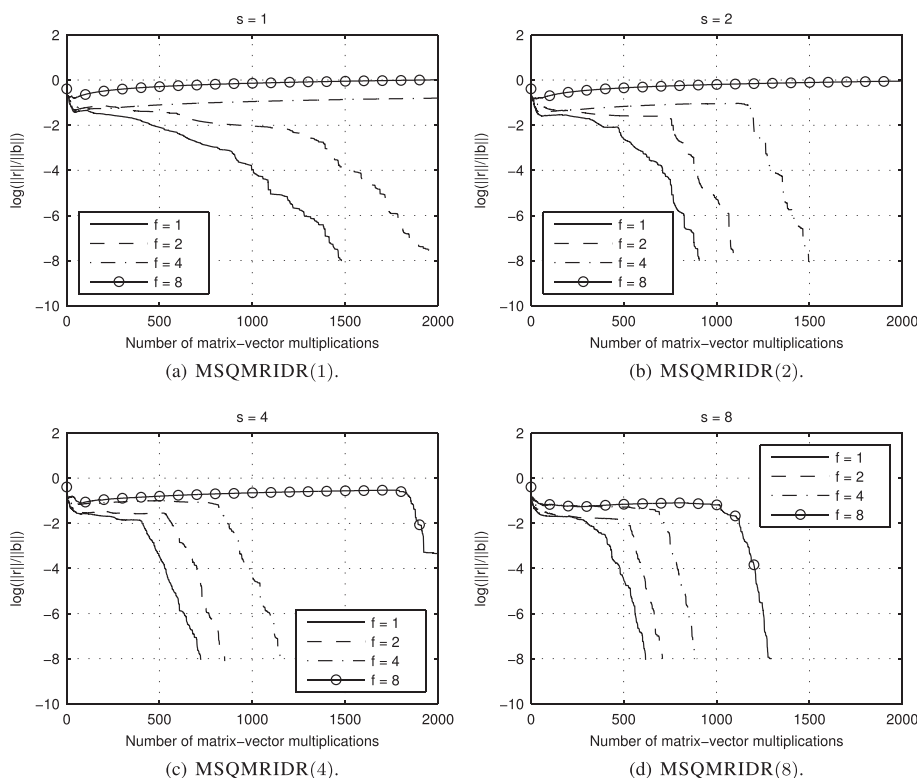 s = 1
2
0
−2
−4
−6
−8
−10
log(||r||/||b||)
f = 1
f = 2
f = 4
f = 8
0
500
1000
1500
2000
Number of matrix−vector multiplications
(a) MSQMRIDR(1).
s = 2
2
0
−2
−4
−6
−8
−10
log(||r||/||b||)
f = 1
f = 2
f = 4
f = 8
0
500
1000
1500
2000
Number of matrix−vector multiplications
(b) MSQMRIDR(2).
s = 4
2
0
−2
−4
−6
−8
−10
log(||r||/||b||)
f = 1
f = 2
f = 4
f = 8
0
500
1000
1500
2000
Number of matrix−vector multiplications
(c) MSQMRIDR(4).
s = 8
2
0
−2
−4
−6
−8
−10
log(||r||/||b||)
f = 1
f = 2
f = 4
f = 8
0
500
1000
1500
2000
Number of matrix−vector multiplications
(d) MSQMRIDR(8).